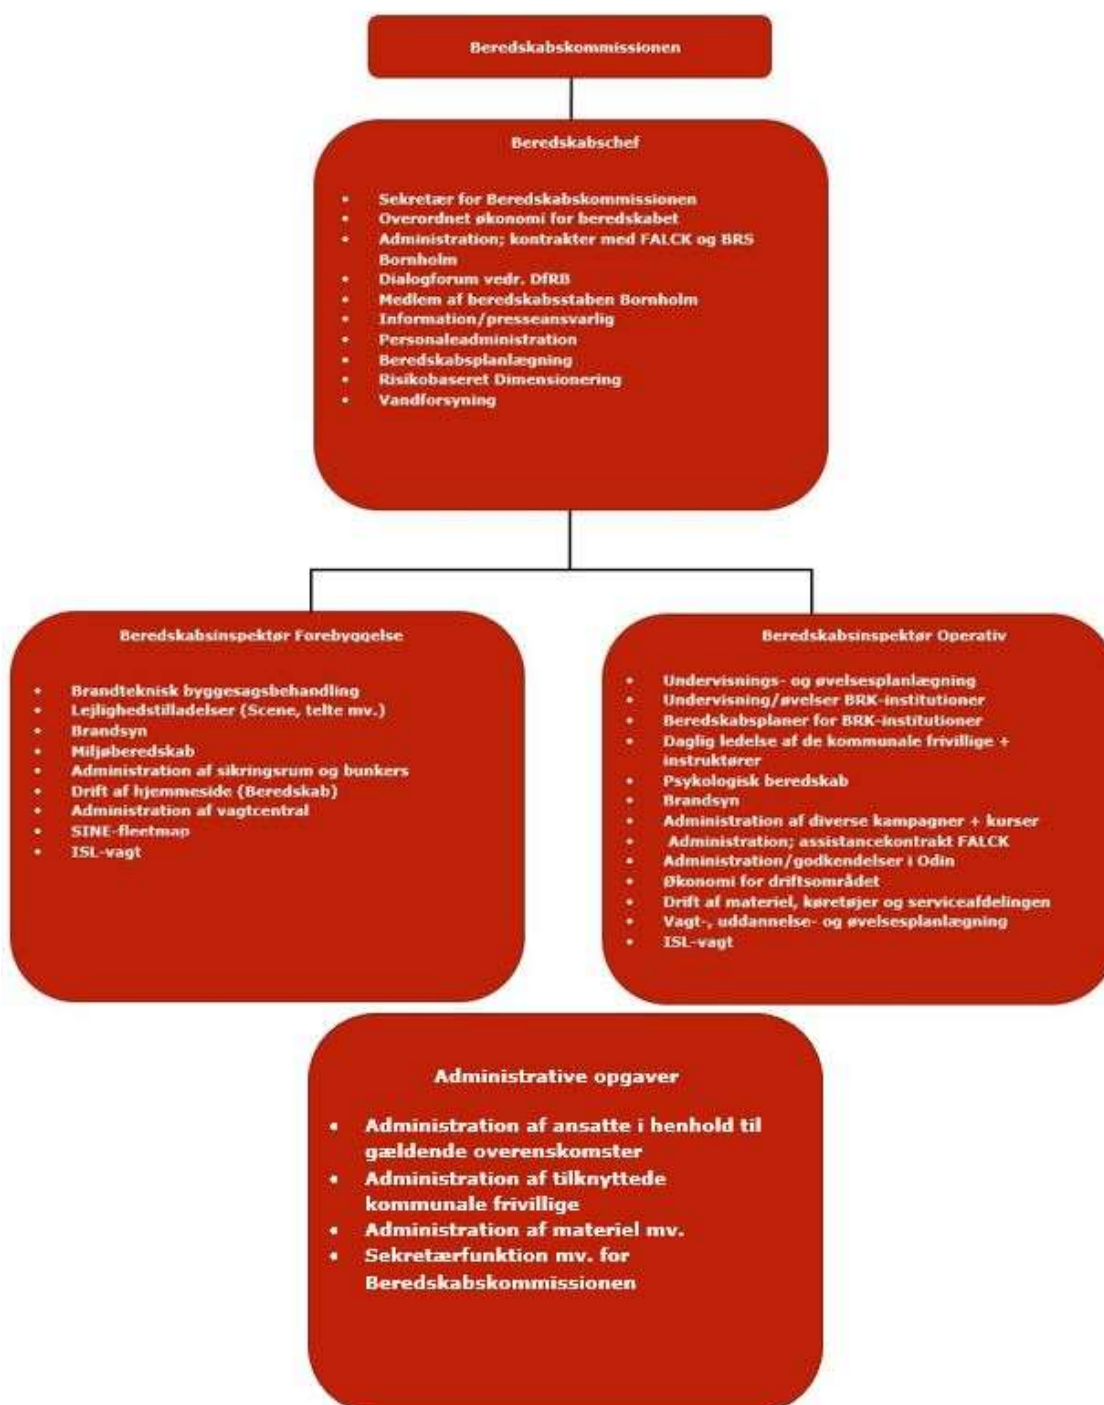 Beredskabskommissionen
Beredskabschef
• Sekretær for Beredskabskommissionen
• Overordnet økonomi for beredskabet
• Administration; kontrakter med FALCK og BRS
Bornholm
• Dialogforum vedr. DfRB
• Medlem af beredskabsstaben Bornholm
• Information/presseansvarlig
• Personaleadministration
• Beredskabsplanlægning
• Risikobaseret Dimensionering
• Vandforsyning
Beredskabsinspektør Forebyggelse
• Brandteknisk byggesagsbehandling
• Lejlighedstilladelser (Scene, telte mv.)
• Brandsyn
• Miljøberedskab
• Administration af sikringsrum og bunkers
• Drift af hjemmeside (Beredskab)
• Administration af vagtcentral
• SINE-fleetmap
• ISL-vagt
Beredskabsinspektør Operativ
• Undervisnings- og øvelsesplanlægning
• Undervisning/øvelser BRK-institutioner
• Beredskabsplaner for BRK-institutioner
• Daglig ledelse af de kommunale frivillige +
instruktører
• Psykologisk beredskab
• Brandsyn
• Administration af diverse kampagner + kurser
• Administration; assistancekontrakt FALCK
• Administration/godkendelser i Odin
• Økonomi for driftsområdet
• Drift af materiel, køretøjer og serviceafdelingen
• Vagt-, uddannelse- og øvelsesplanlægning
• ISL-vagt
Administrative opgaver
• Administration af ansatte i henhold til
gældende overenskomster
• Administration af tilknyttede
kommunale frivillige
• Administration af materiel mv.
• Sekretærfunktion mv. for
Beredskabskommissionen